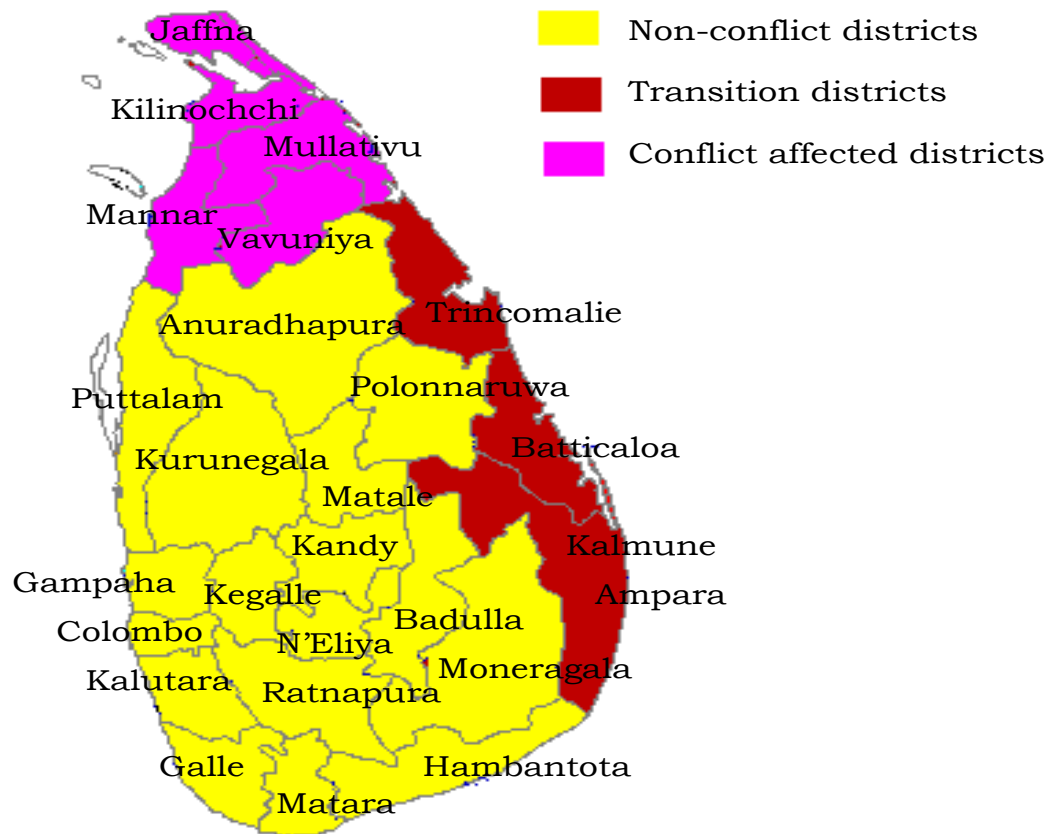 Jaffna
Non-conflict districts
Transition districts
Kilinochchi
Mullativu
Conflict affected districts
Mannar
Vavuniya
Trincomalie
Anuradhapura
Polonnaruwa
Puttalam
Batticaloa
Kurunegala
Matale
Kandy
Kalmune
Gampaha
Kegalle
Ampara
Badulla
Colombo
N'Eliya
Moneragala
Kalutara
Ratnapura
Galle
Hambantota
Matara